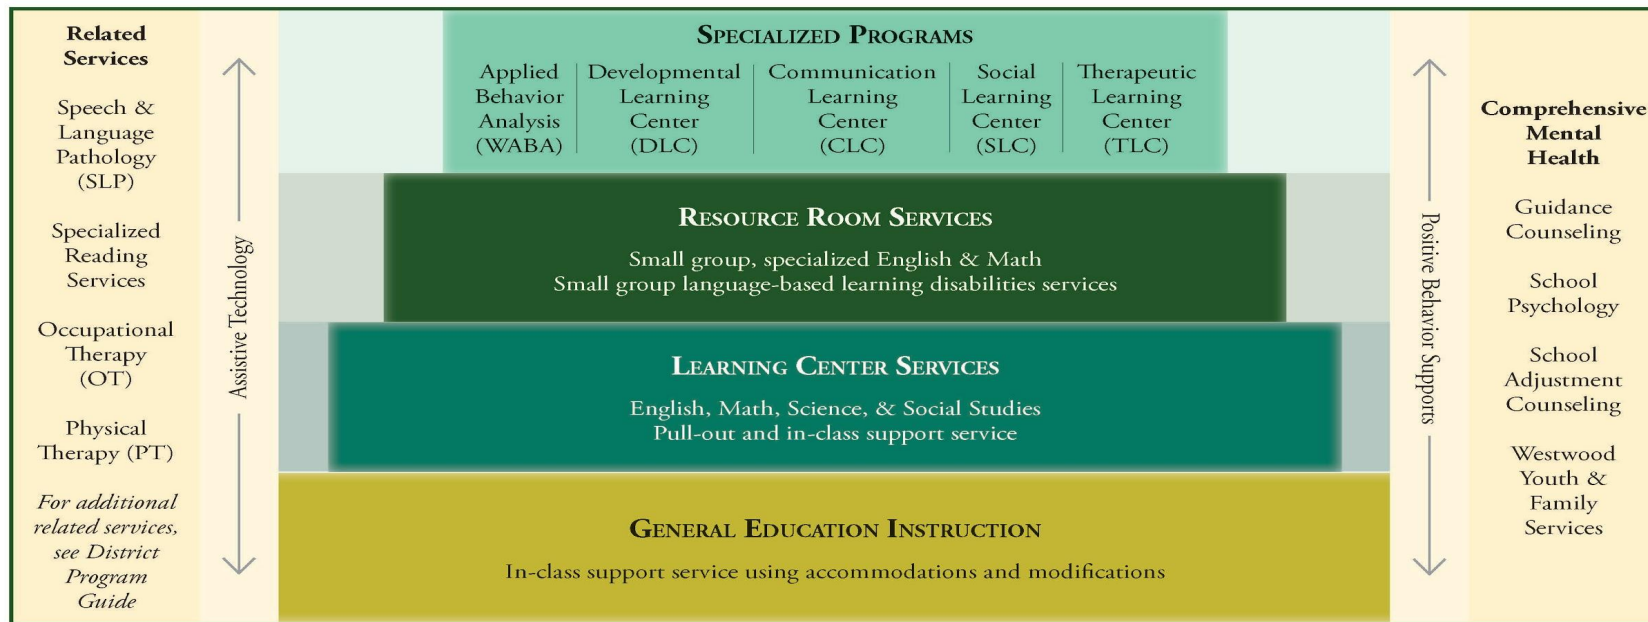 Related
Services
Speech &
Language
Pathology
(SLP)
Specialized
Reading
Services
Occupational
Therapy
(OT)
Physical
Therapy (PT)
For additional
related services,
see District
Program
Guide
Assistive Technology
SPECIALIZED PROGRAMS
Applied
Behavior
Analysis
(WABA)
Developmental
Learning
Center
(DLC)
Communication
Learning
Center
(CLC)
Social
Learning
Center
(SLC)
Therapeutic
Learning
Center
(TLC)
RESOURCE ROOM SERVICES
Small group, specialized English & Math
Small group language-based learning disabilities services
LEARNING CENTER SERVICES
English, Math, Science, & Social Studies
Pull-out and in-class support service
GENERAL EDUCATION INSTRUCTION
In-class support service using accommodations and modifications
Positive Behavior Supports
Comprehensive
Mental
Health
Guidance
Counseling
School
Psychology
School
Adjustment
Counseling
Westwood
Youth &
Family
Services